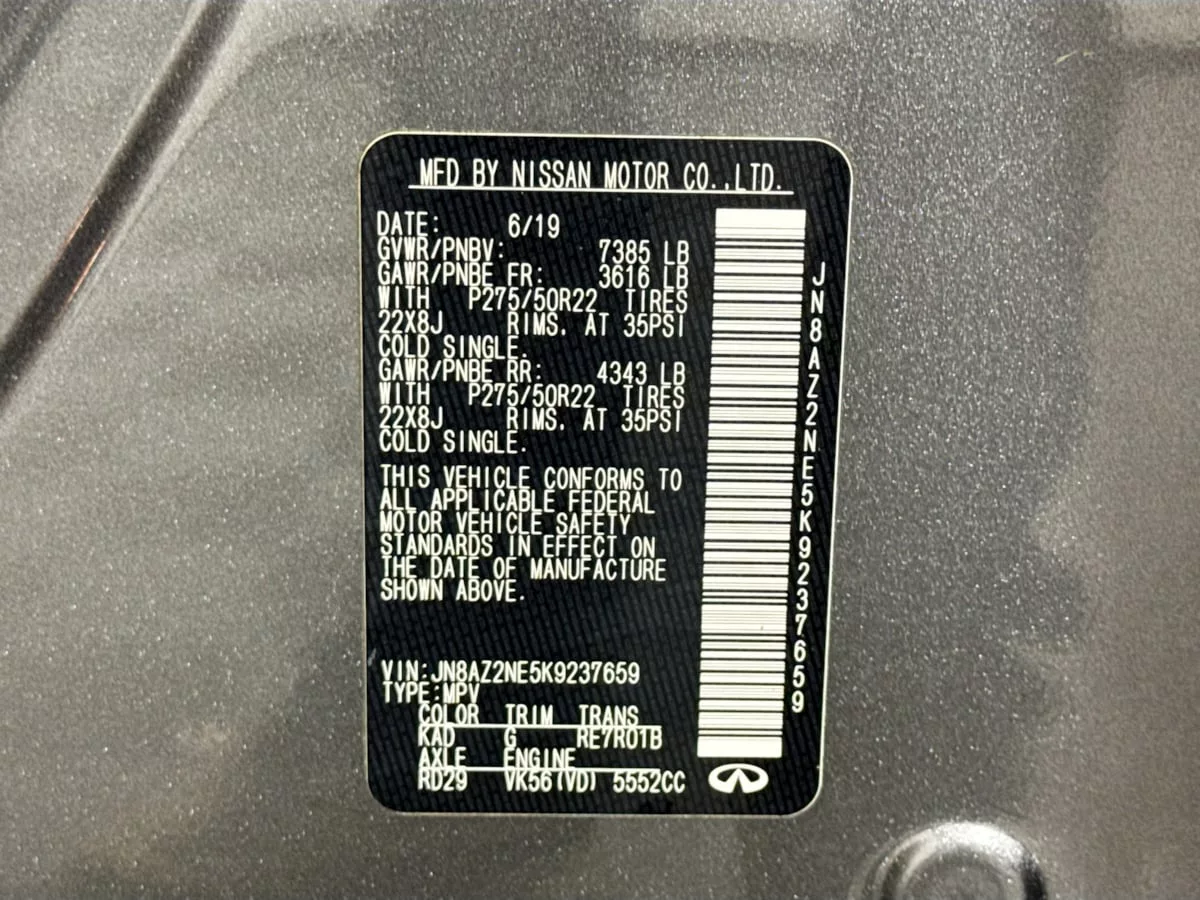 MFD BY NISSAN MOTOR CO.,LTD.
DATE: 6/19
GVWR/PNBV: 7385 LB
GAWR/PNBE FR: 3616 LB
WITH P275/50R22 TIRES
22X8J RIMS. AT 35PSI
COLD SINGLE.
GAWR/PNBE RR: 4343 LB
WITH P275/50R22 TIRES
22X8J RIMS. AT 35PSI
COLD SINGLE.
THIS VEHICLE CONFORMS TO
ALL APPLICABLE FEDERAL
MOTOR VEHICLE SAFETY
STANDARDS IN EFFECT ON
THE DATE OF MANUFACTURE
SHOWN ABOVE.
VIN:JN8AZ2NE5K9237659
TYPE:MPV
COLOR TRIM TRANS
KAD G RE7R01B
AXLE ENGINE
RD29 VK56(VD) 5552CC
JN8AZ2NE5K9237659